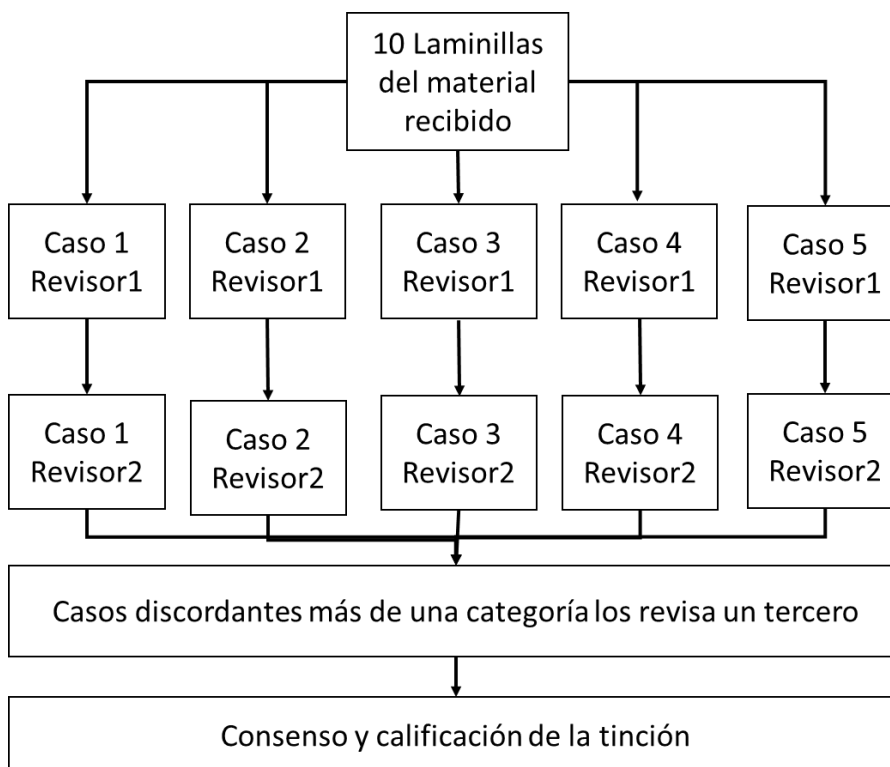 10 Laminillas
del material
recibido
Caso 1
Revisor1
Caso 2
Revisor1
Caso 3
Revisor1
Caso 4
Revisor1
Caso 5
Revisor1
Caso 1
Revisor2
Caso 2
Revisor2
Caso 3
Revisor2
Caso 4
Revisor2
Caso 5
Revisor2
Casos discordantes más de una categoría los revisa un tercero
Consenso y calificación de la tinción